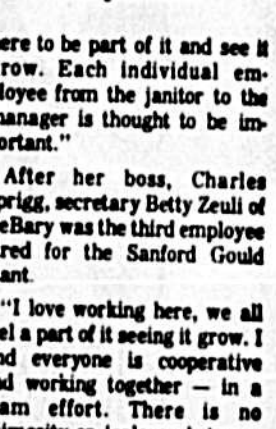 ere to be part of it and see it
row. Each individual em-
loyee from the janitor to the
nanager is thought to be im-
ortant."
After her boss, Charles
prigg, secretary Betty Zeuli of
eBary was the third employee
red for the Sanford Gould
ant.
"I love working here, we all
el a part of it seeing it grow. I
nd everyone is cooperative
nd working together — in a
am effort. There is no